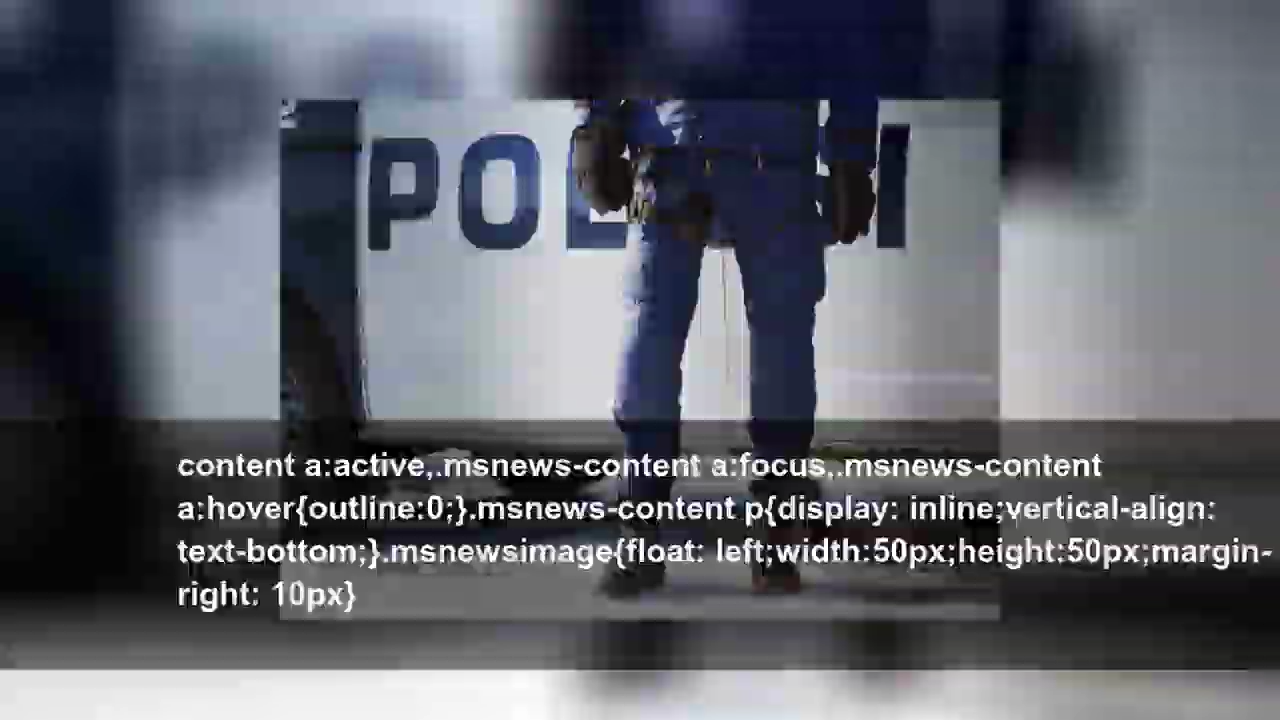 POL I
content a:active,.msnews-content a:focus,.msnews-content
a:hover{outline:0;}.msnews-content p{display: inline;vertical-align:
text-bottom;}.msnewsimage{float: left;width:50px;height:50px;margin-
right: 10px}